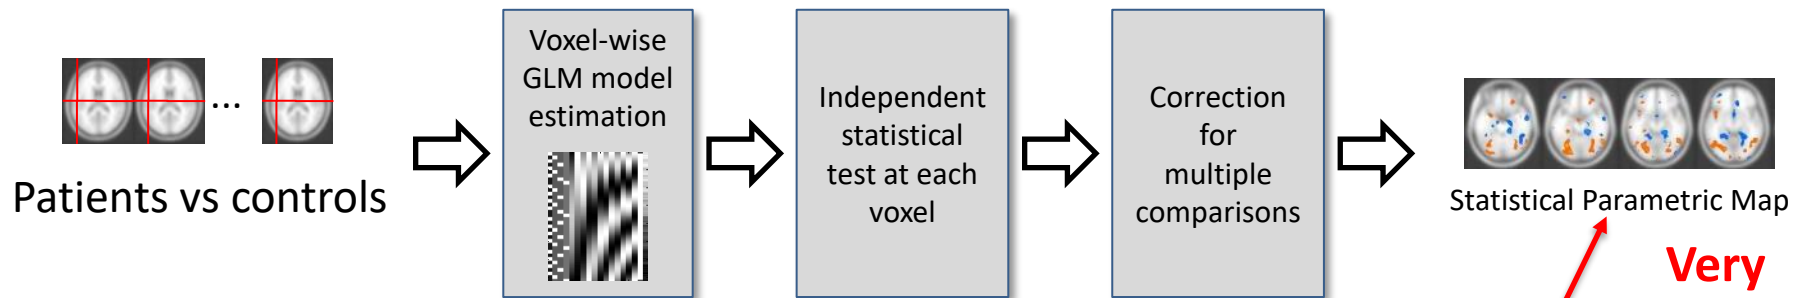 ...
Patients vs controls
Voxel-wise
GLM model
estimation
Independent
statistical
test at each
voxel
Correction
for
multiple
comparisons
Statistical Parametric Map
Very